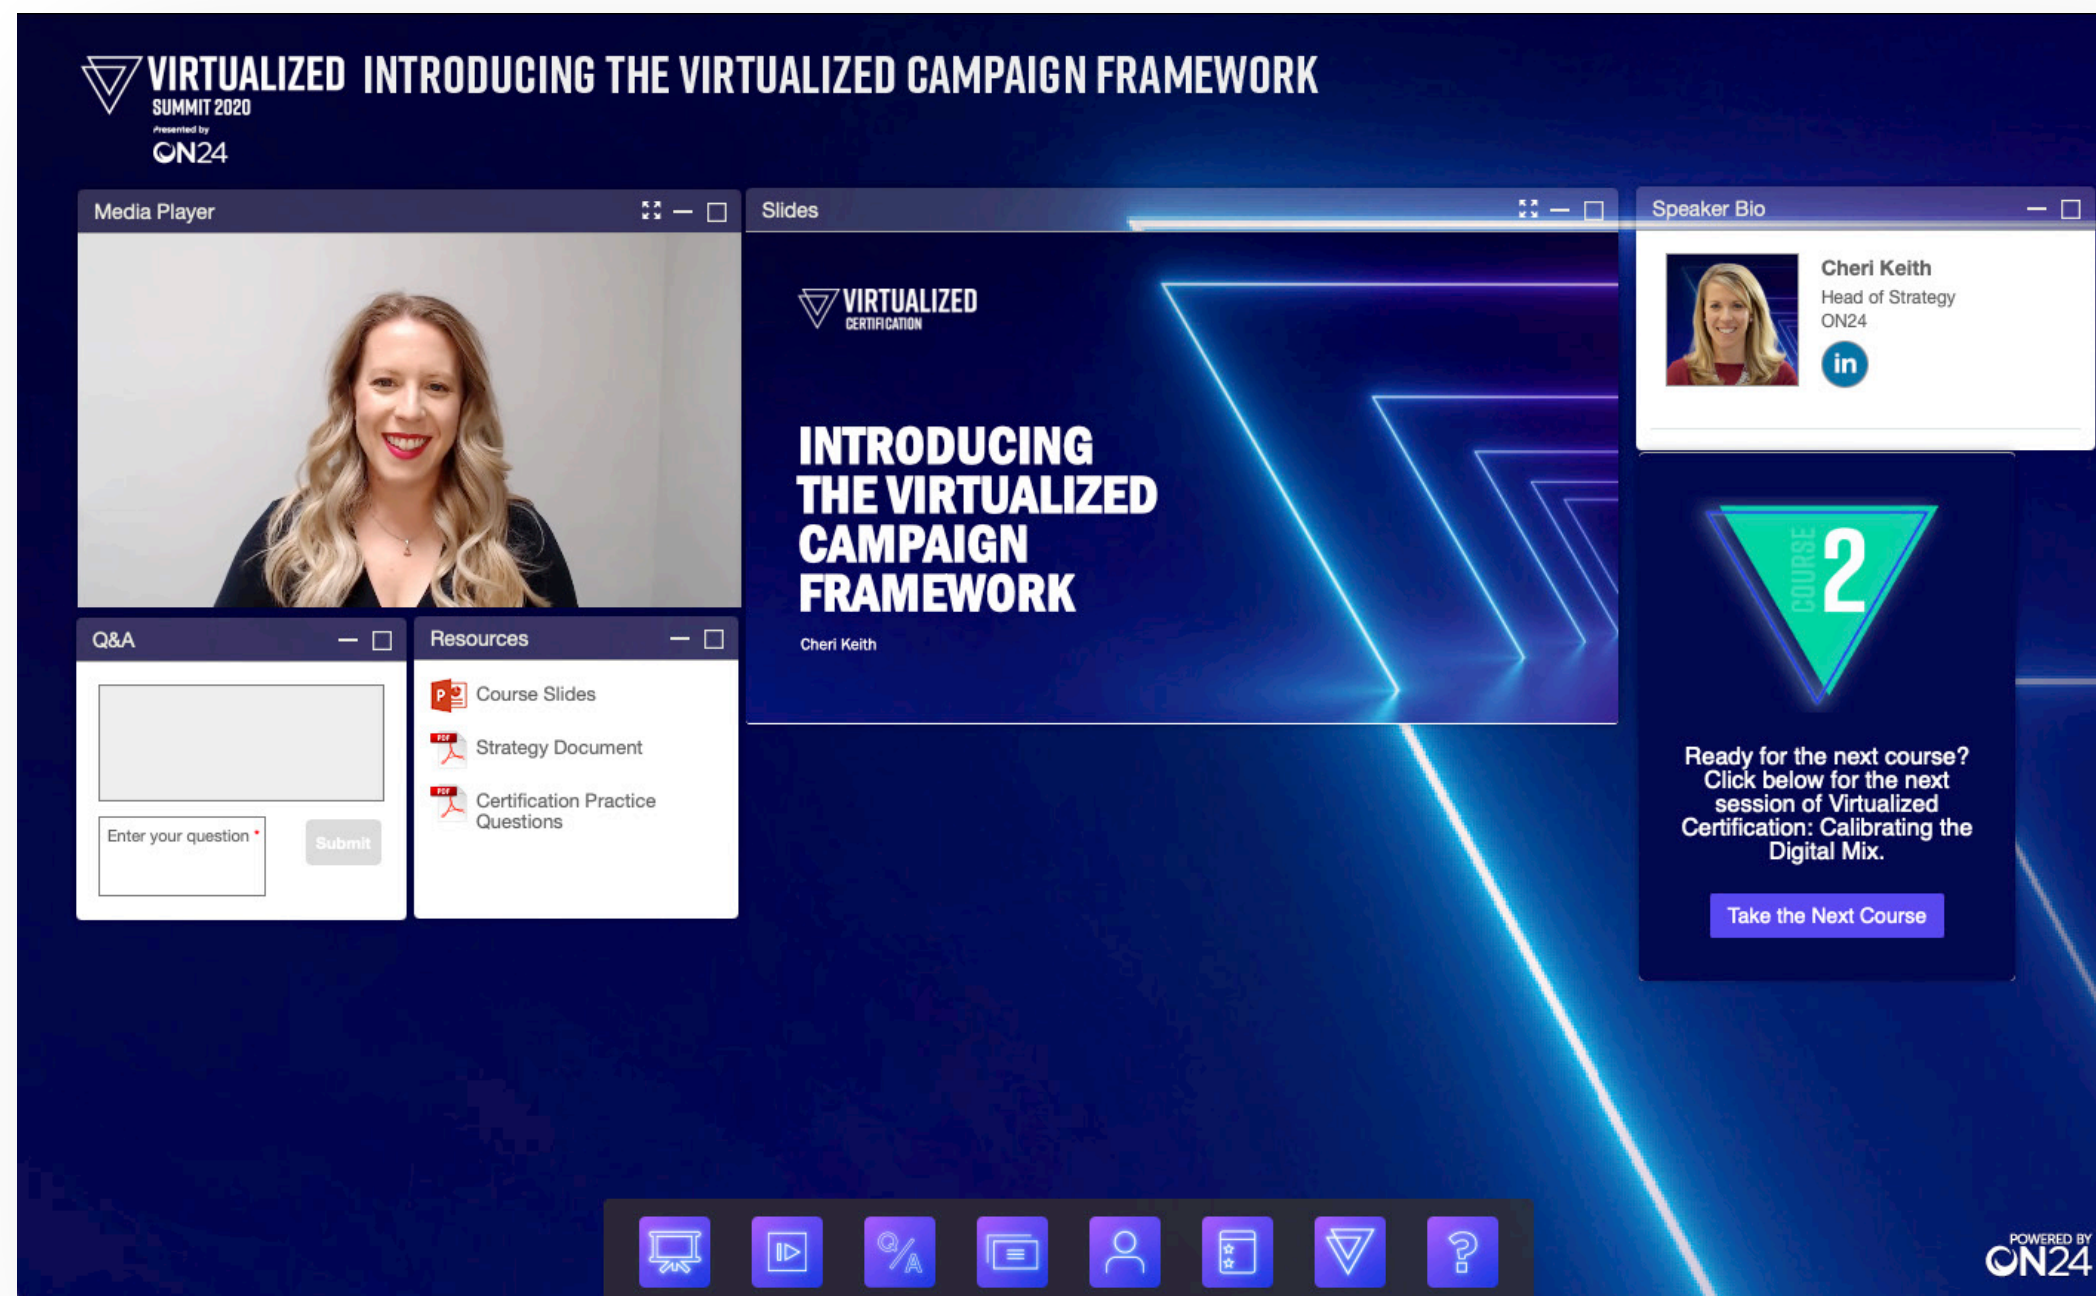 VIRTUALIZED
SUMMIT 2020
Presented by
ON24
INTRODUCING THE VIRTUALIZED CAMPAIGN FRAMEWORK
Media Player
Slides
VIRTUALIZED
CERTIFICATION
INTRODUCING
THE VIRTUALIZED
CAMPAIGN
FRAMEWORK
Cheri Keith
Speaker Bio
Cheri Keith
Head of Strategy
ON24
in
Q&A
Enter your question *
Submit
Resources
P
Course Slides
PDF
Strategy Document
PDF
Certification Practice
Questions
COURSE
2
Ready for the next course?
Click below for the next
session of Virtualized
Certification: Calibrating the
Digital Mix.
Take the Next Course
Q/A
?
POWERED BY
ON24